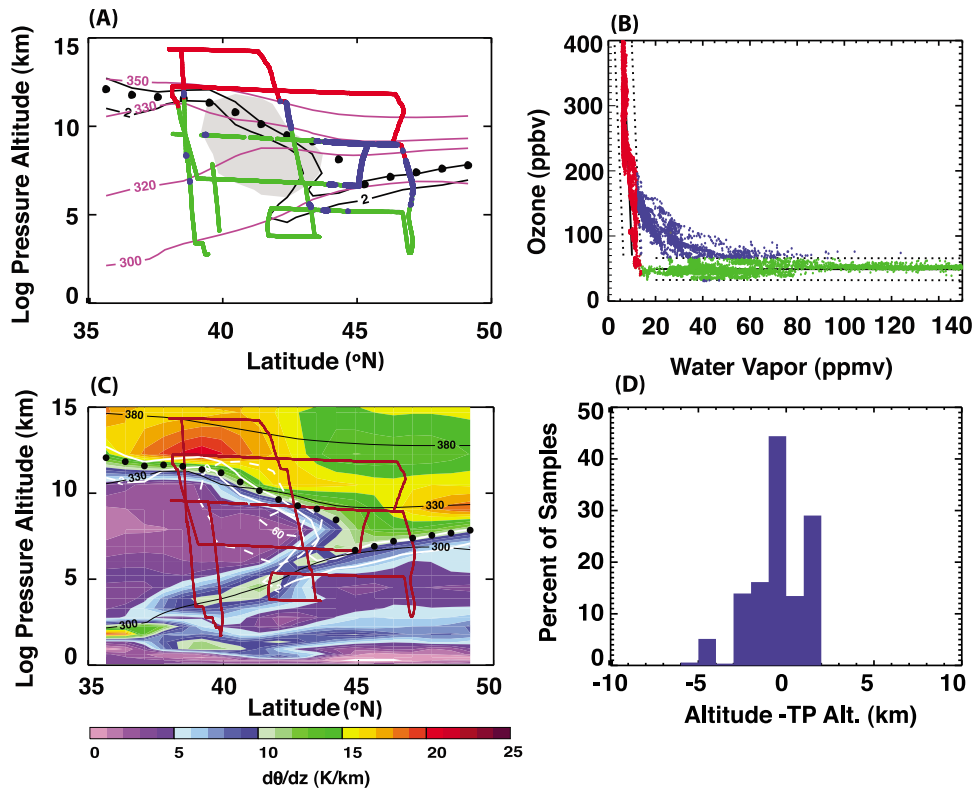 (A)
Log Pressure Altitude (km)
15
10
5
0
350
330
320
300
2
2
35 40 45 50
Latitude (ºN)
(B)
Ozone (ppbv)
400
300
200
100
0
0 20 40 60 80 100 120 140
Water Vapor (ppmv)
(C)
Log Pressure Altitude (km)
15
10
5
0
380
380
330
330
300
300
60
35 40 45 50
Latitude (ºN)
0 5 10 15 20 25
dθ/dz (K/km)
(D)
Percent of Samples
50
40
30
20
10
0
-10 -5 0 5 10
Altitude -TP Alt. (km)